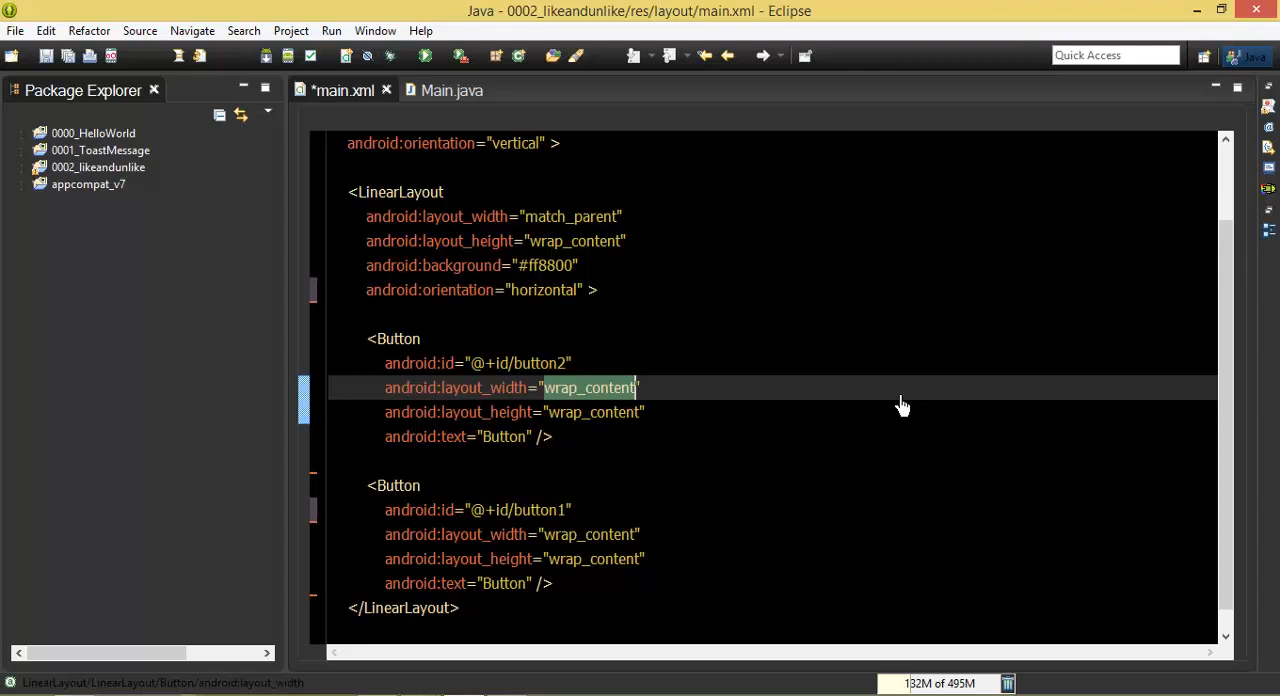 Java - 0002_likeandunlike/res/layout/main.xml - Eclipse
File Edit Refactor Source Navigate Search Project Run Window Help
Quick Access
Java
Package Explorer
*main.xml
Main.java
0000_HelloWorld
0001_ToastMessage
0002_likeandunlike
appcompat_v7
android:orientation="vertical" >
<LinearLayout
android:layout_width="match_parent"
android:layout_height="wrap_content"
android:background="#ff8800"
android:orientation="horizontal" >
<Button
android:id="@+id/button2"
android:layout_width="wrap_content"
android:layout_height="wrap_content"
android:text="Button" />
<Button
android:id="@+id/button1"
android:layout_width="wrap_content"
android:layout_height="wrap_content"
android:text="Button" />
</LinearLayout>
LinearLayout/LinearLayout/Button/android:layout_width
132M of 495M